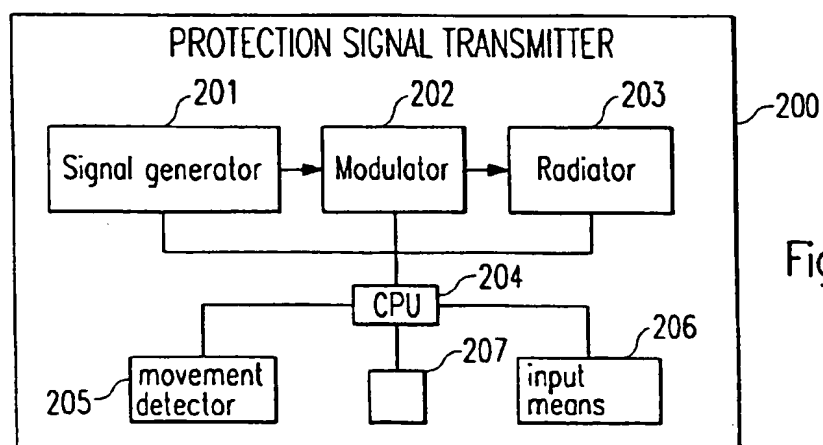 PROTECTION SIGNAL TRANSMITTER
201
202
203
200
Signal generator
Modulator
Radiator
Fig
204
CPU
207
206
205
movement
detector
input
means